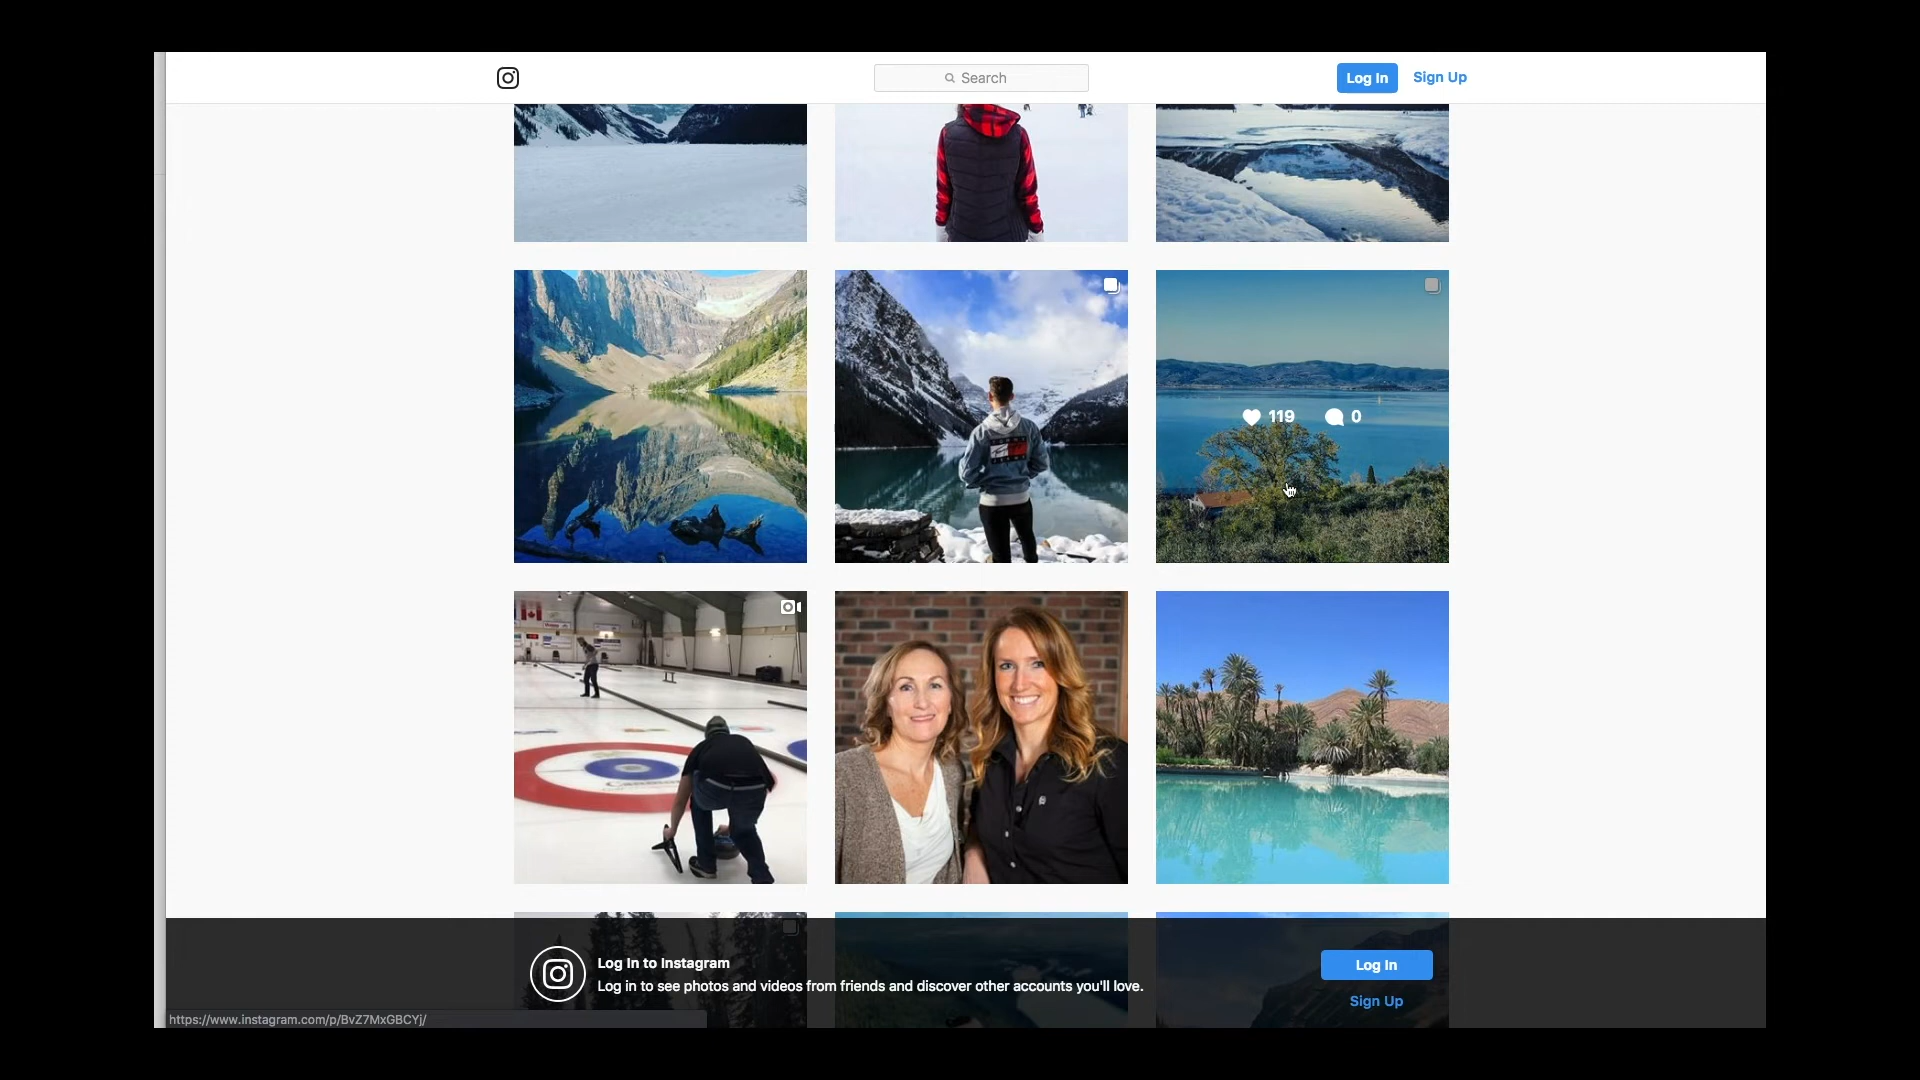 Search
Log In
Sign Up
119
0
Log In to Instagram
Log in to see photos and videos from friends and discover other accounts you'll love.
Log In
Sign Up
https://www.instagram.com/p/BvZ7MxGBCYj/